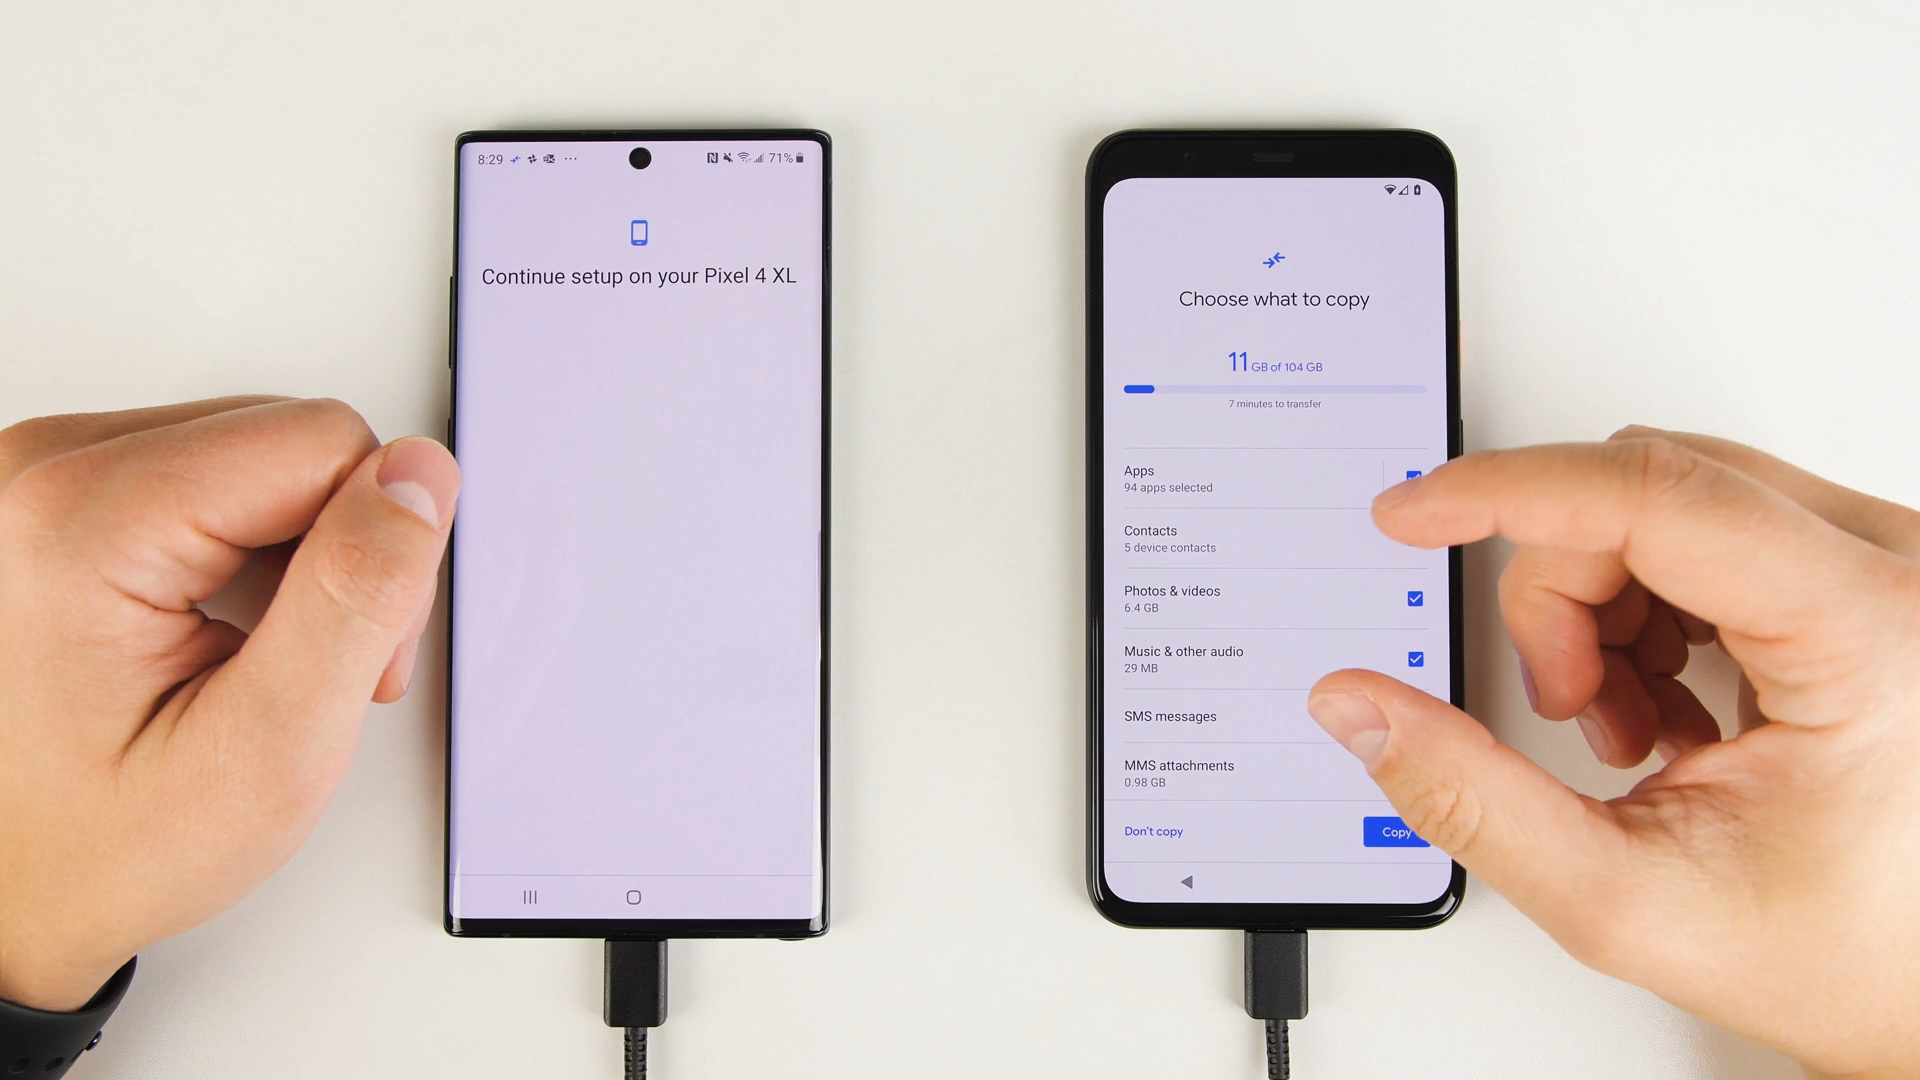 8:29
71%
Continue setup on your Pixel 4 XL
Choose what to copy
11 GB of 104 GB
7 minutes to transfer
Apps
94 apps selected
Contacts
5 device contacts
Photos & videos
6.4 GB
Music & other audio
29 MB
SMS messages
MMS attachments
0.98 GB
Don't copy
Copy